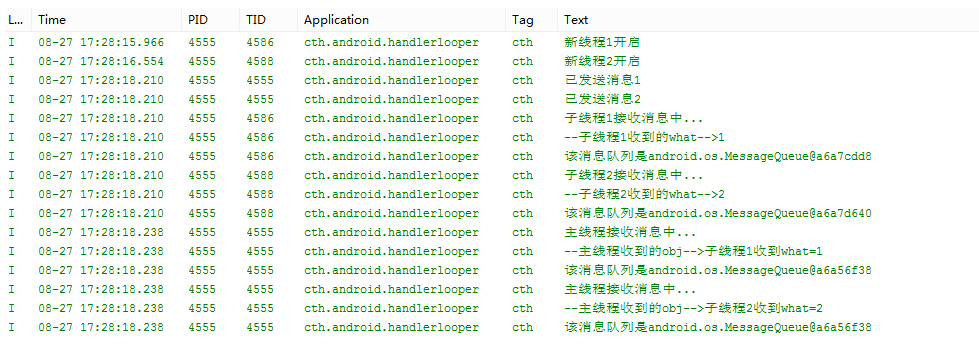 L... Time PID TID Application Tag Text
I 08-27 17:28:15.966 4555 4586 cth.android.handlerlooper cth 新线程1开启
I 08-27 17:28:16.554 4555 4588 cth.android.handlerlooper cth 新线程2开启
I 08-27 17:28:18.210 4555 4555 cth.android.handlerlooper cth 已发送消息1
I 08-27 17:28:18.210 4555 4555 cth.android.handlerlooper cth 已发送消息2
I 08-27 17:28:18.210 4555 4586 cth.android.handlerlooper cth 子线程1接收消息中...
I 08-27 17:28:18.210 4555 4586 cth.android.handlerlooper cth --子线程1收到的what-->1
I 08-27 17:28:18.210 4555 4586 cth.android.handlerlooper cth 该消息队列是android.os.MessageQueue@a6a7cdd8
I 08-27 17:28:18.210 4555 4588 cth.android.handlerlooper cth 子线程2接收消息中...
I 08-27 17:28:18.210 4555 4588 cth.android.handlerlooper cth --子线程2收到的what-->2
I 08-27 17:28:18.210 4555 4588 cth.android.handlerlooper cth 该消息队列是android.os.MessageQueue@a6a7d640
I 08-27 17:28:18.238 4555 4555 cth.android.handlerlooper cth 主线程接收消息中...
I 08-27 17:28:18.238 4555 4555 cth.android.handlerlooper cth --主线程收到的obj-->子线程1收到what=1
I 08-27 17:28:18.238 4555 4555 cth.android.handlerlooper cth 该消息队列是android.os.MessageQueue@a6a56f38
I 08-27 17:28:18.238 4555 4555 cth.android.handlerlooper cth 主线程接收消息中...
I 08-27 17:28:18.238 4555 4555 cth.android.handlerlooper cth --主线程收到的obj-->子线程2收到what=2
I 08-27 17:28:18.238 4555 4555 cth.android.handlerlooper cth 该消息队列是android.os.MessageQueue@a6a56f38